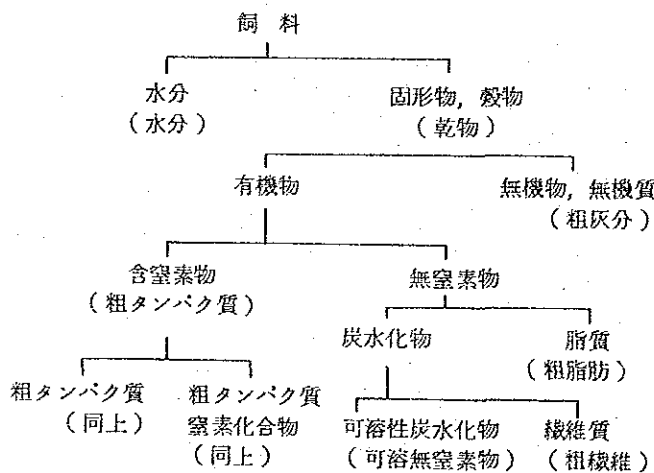 飼料
水分
(水分)
固形物,穀物
(乾物)
有機物
無機物,無機質
(粗灰分)
含窒素物
(粗タンパク質)
無窒素物
炭水化物
脂質
(粗脂肪)
粗タンパク質
(同上)
粗タンパク質
窒素化合物
(同上)
可溶性炭水化物
(可溶無窒素物)
繊維質
(粗繊維)